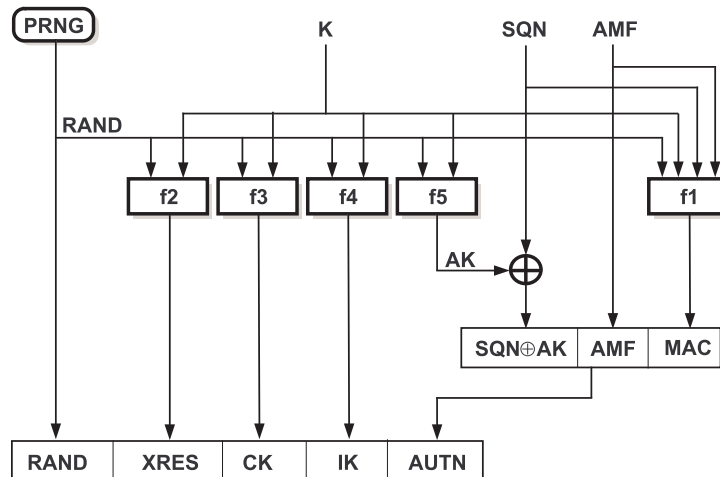 PRNG
K
SQN
AMF
RAND
f2
f3
f4
f5
f1
AK
SQN⊕AK
AMF
MAC
RAND
XRES
CK
IK
AUTN